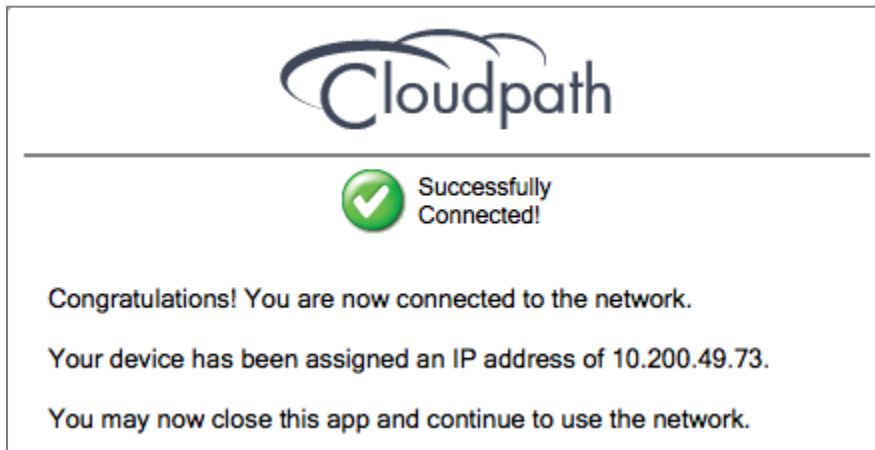 Cloudpath
Successfully
Connected!
Congratulations! You are now connected to the network.
Your device has been assigned an IP address of 10.200.49.73.
You may now close this app and continue to use the network.